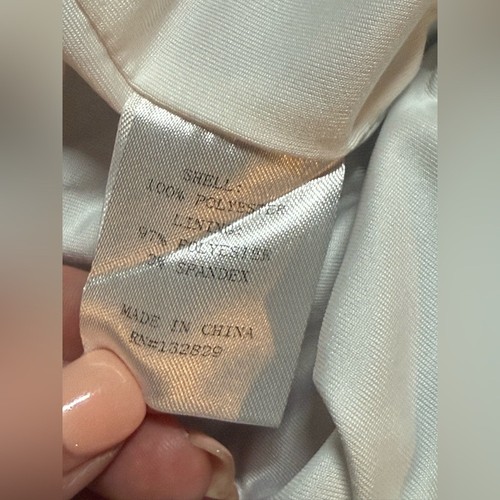 SHELL:
100% POLYESTER
LINING:
97% POLYESTER
3% SPANDEX
MADE IN CHINA
RN#132829